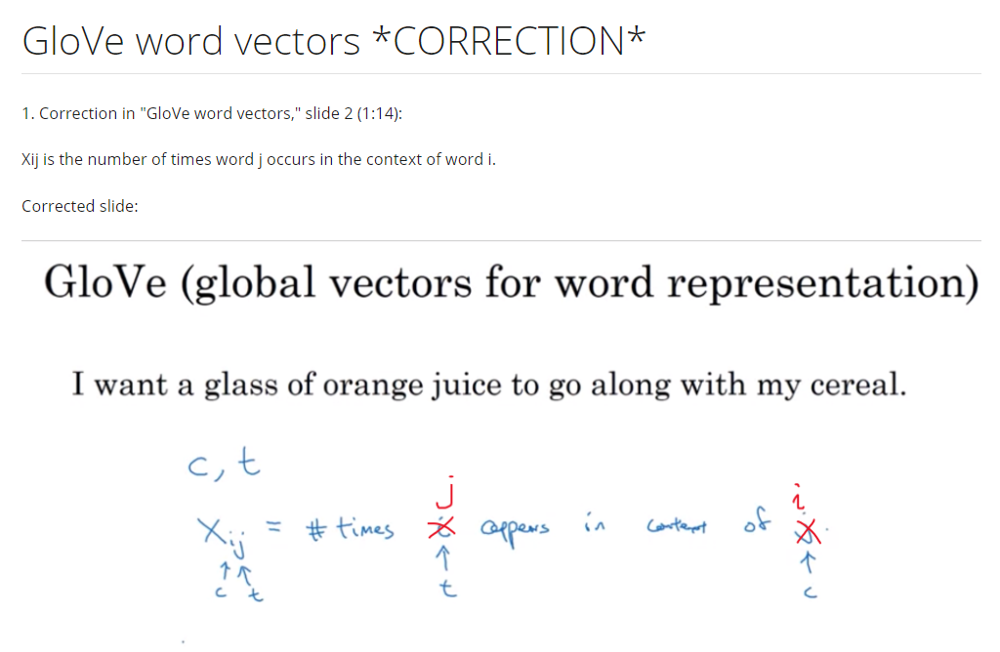 GloVe word vectors *CORRECTION*
1. Correction in "GloVe word vectors," slide 2 (1:14):
Xij is the number of times word j occurs in the context of word i.
Corrected slide:
GloVe (global vectors for word representation)
I want a glass of orange juice to go along with my cereal.
c, t
j i
Xij = # times appears in context of
↑ ↑ ↑ ↑
c t t c